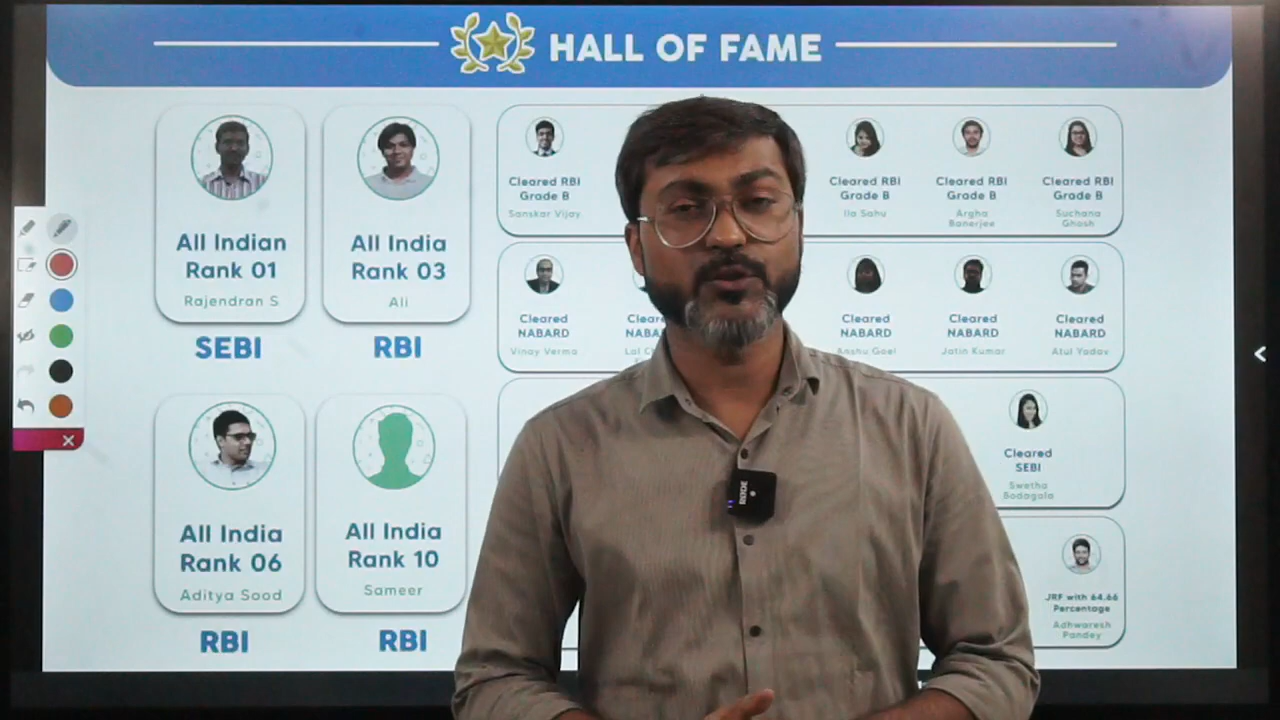 HALL OF FAME
All Indian
Rank 01
Rajendran S
SEBI
All India
Rank 03
Ali
RBI
All India
Rank 06
Aditya Sood
RBI
All India
Rank 10
Sameer
RBI
Cleared RBI
Grade B
Sanskar Vijay
Cleared RBI
Grade B
Ila Sahu
Cleared RBI
Grade B
Argha
Banerjee
Cleared RBI
Grade B
Suchana
Ghosh
Cleared
NABARD
Vinay Verma
Lal
Cleared
NABARD
Anshu Goel
Cleared
NABARD
Jatin Kumar
Cleared
NABARD
Atul Yadav
Cleared
SEBI
Swetha
Bodagala
JRF with 64.66
Percentage
Adhwaresh
Pandey
RODE